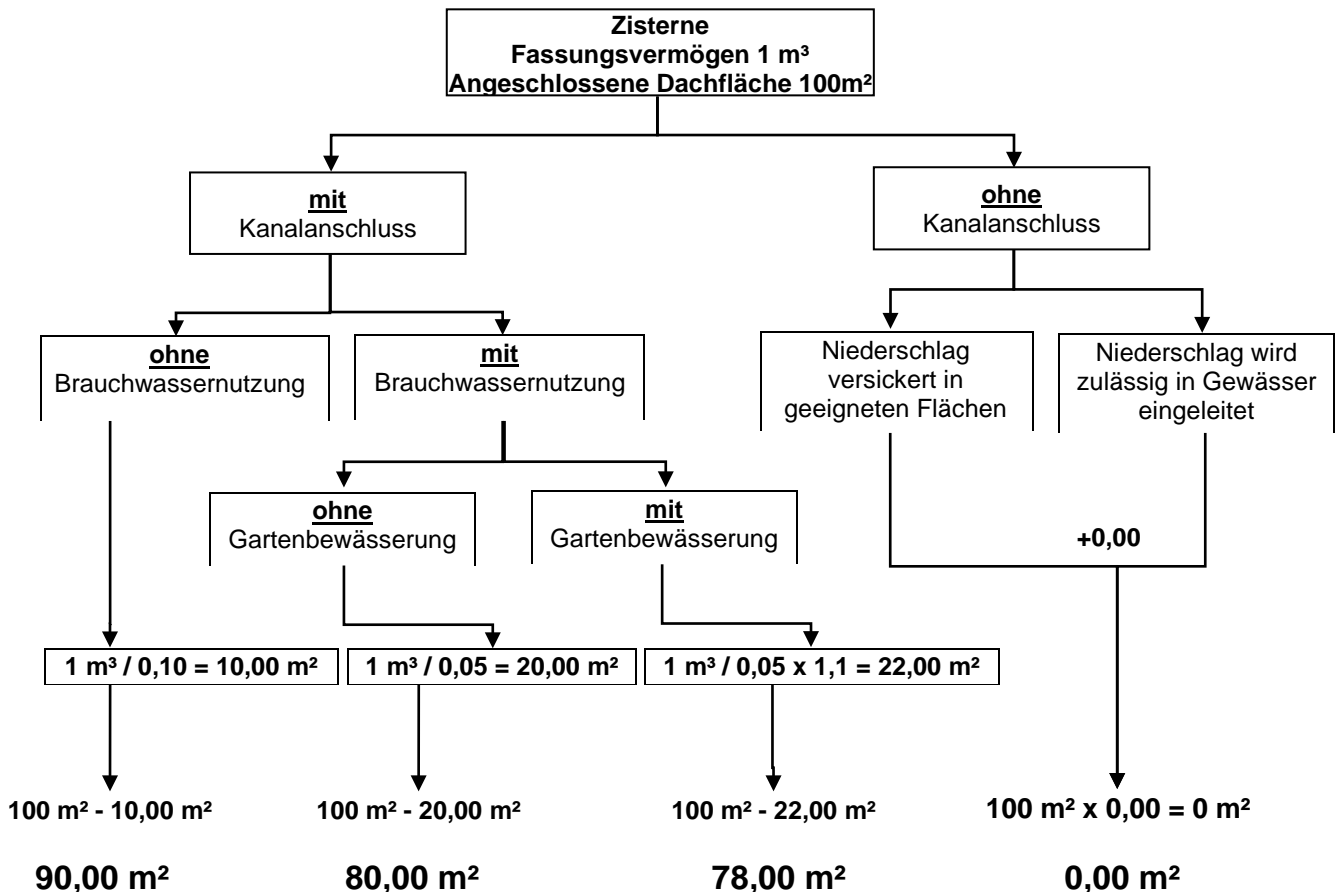 Zisterne
Fassungsvermögen 1 m³
Angeschlossene Dachfläche 100m²
mit
Kanalanschluss
ohne
Kanalanschluss
ohne
Brauchwassernutzung
mit
Brauchwassernutzung
Niederschlag
versickert in
geeigneten Flächen
Niederschlag wird
zulässig in Gewässer
eingeleitet
ohne
Gartenbewässerung
mit
Gartenbewässerung
+0,00
1 m³ / 0,10 = 10,00 m²
1 m³ / 0,05 = 20,00 m²
1 m³ / 0,05 x 1,1 = 22,00 m²
100 m² - 10,00 m²
100 m² - 20,00 m²
100 m² - 22,00 m²
100 m² x 0,00 = 0 m²
90,00 m²
80,00 m²
78,00 m²
0,00 m²